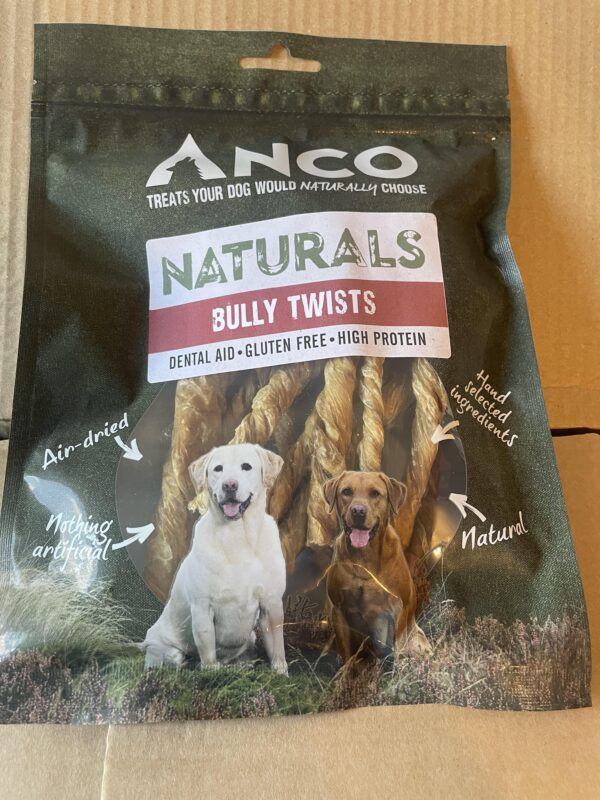 ANCO
TREATS YOUR DOG WOULD NATURALLY CHOOSE
NATURALS
BULLY TWISTS
DENTAL AID • GLUTEN FREE • HIGH PROTEIN
Air-dried
Hand
selected
ingredients
Nothing
artificial
Natural